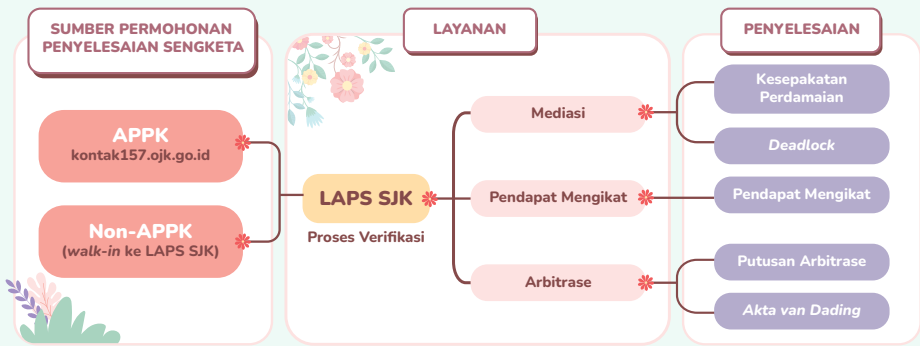 SUMBER PERMOHONAN
PENYELESAIAN SENGKETA
APPK
kontak157.ojk.go.id
Non-APPK
(walk-in ke LAPS SJK)
LAYANAN
LAPS SJK
Proses Verifikasi
Mediasi
Pendapat Mengikat
Arbitrase
PENYELESAIAN
Kesepakatan
Perdamaian
Deadlock
Pendapat Mengikat
Putusan Arbitrase
Akta van Dading